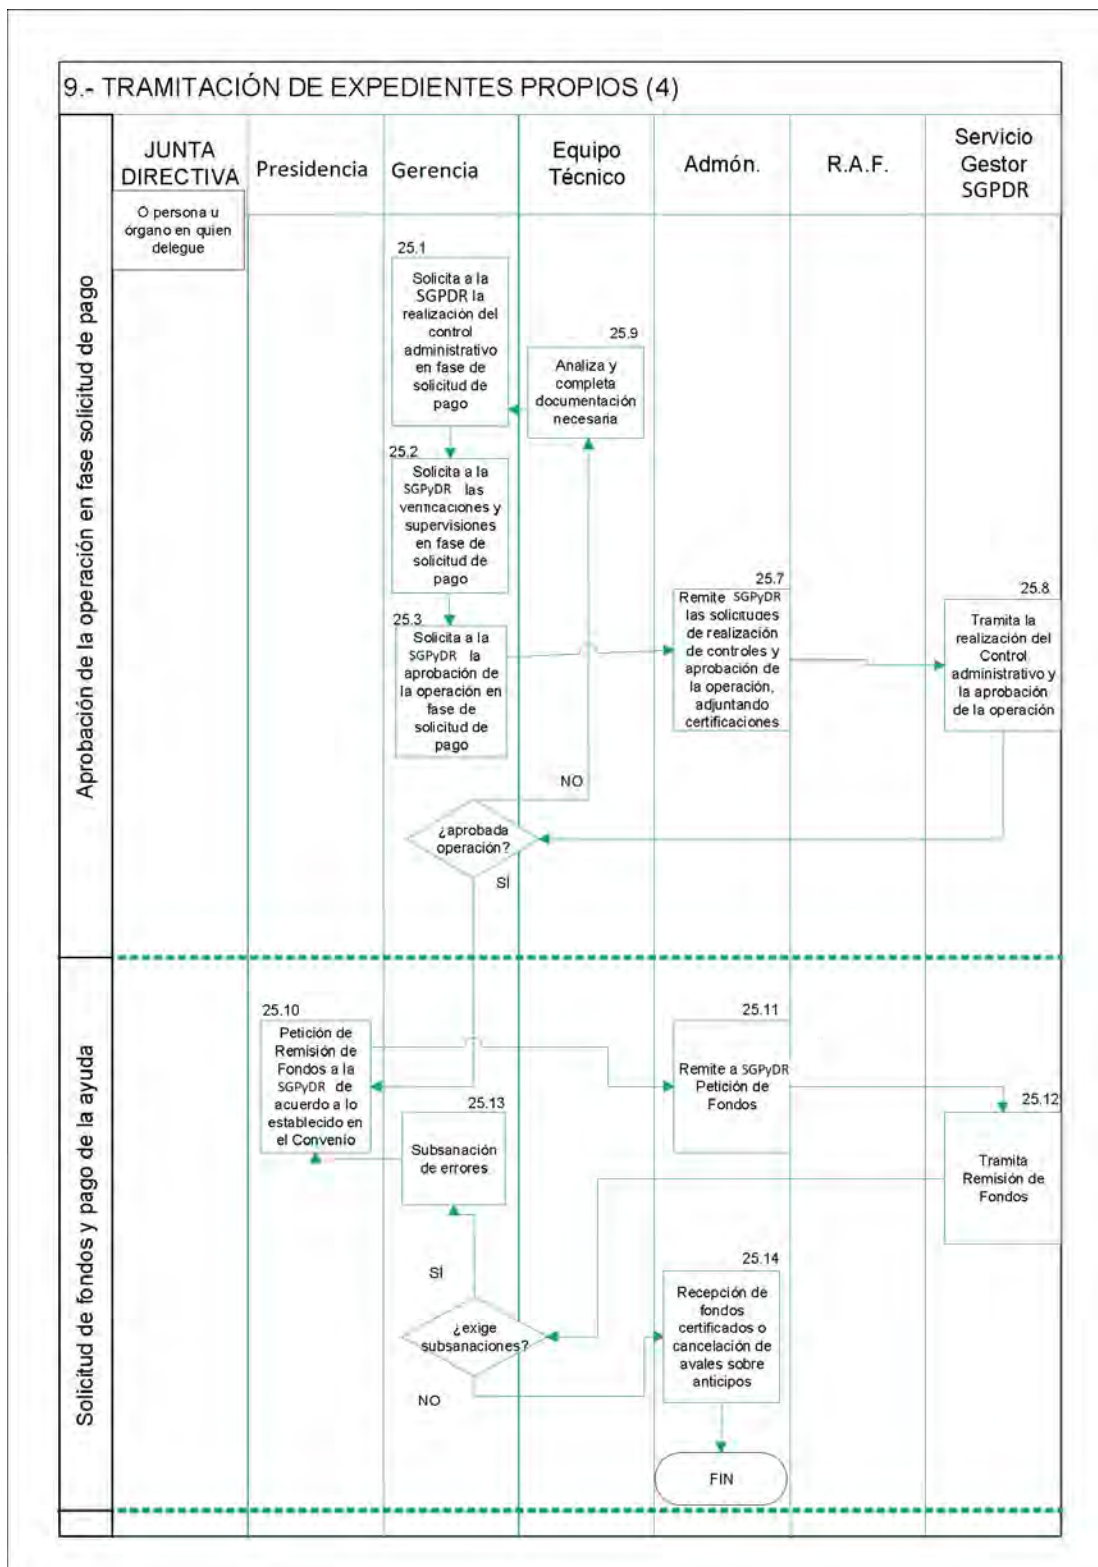 9.- TRAMITACIÓN DE EXPEDIENTES PROPIOS (4)
JUNTA
DIRECTIVA
Presidencia
Gerencia
Equipo
Técnico
Admón.
R.A.F.
Servicio
Gestor
SGPDR
O persona u
órgano en quien
delegue
Aprobación de la operación en fase solicitud de pago
25.1
Solicita a la
SGPDR la
realización del
control
administrativo
en fase de
solicitud de
pago
25.9
Analiza y
completa
documentación
necesaria
25.2
Solicita a la
SGPyDR las
verificaciones y
supervisiones
en fase de
solicitud de
pago
25.3
Solicita a la
SGPyDR la
aprobación de
la operación en
fase de
solicitud de
pago
25.7
Remite SGPyDR
las solicitudes
de realización
de controles y
aprobación de
la operación,
adjuntando
certificaciones
25.8
Tramita la
realización del
Control
administrativo y
la aprobación
de la operación
NO
¿aprobada
operación?
SÍ
Solicitud de fondos y pago de la ayuda
25.10
Petición de
Remisión de
Fondos a la
SGPyDR de
acuerdo a lo
establecido en
el Convenio
25.11
Remite a SGPyDR
Petición de
Fondos
25.13
Subsanación
de errores
25.12
Tramita
Remisión de
Fondos
SÍ
¿exige
subsanaciones?
NO
25.14
Recepción de
fondos
certificados o
cancelación de
avales sobre
anticipos
FIN